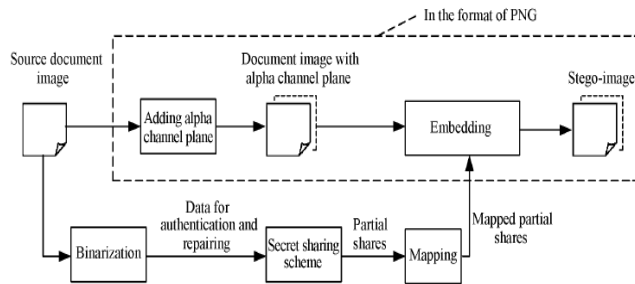 In the format of PNG
Source document
image
Document image with
alpha channel plane
Stego-image
Adding alpha
channel plane
Embedding
Data for
authentication and
repairing
Partial
shares
Mapped partial
shares
Binarization
Secret sharing
scheme
Mapping